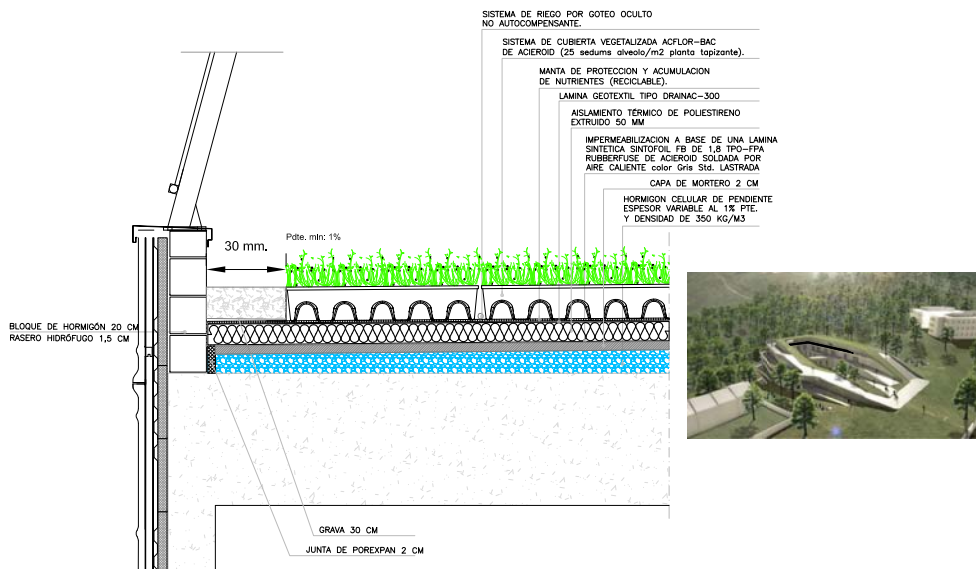 SISTEMA DE RIEGO POR GOTEO OCULTO
NO AUTOCOMPENSANTE.
SISTEMA DE CUBIERTA VEGETALIZADA ACFLOR-BAC
DE ACIEROID (25 sedums alveolo/m2 planta tapizante).
MANTA DE PROTECCION Y ACUMULACION
DE NUTRIENTES (RECICLABLE).
LAMINA GEOTEXTIL TIPO DRAINAC-300
AISLAMIENTO TÉRMICO DE POLIESTIRENO
EXTRUIDO 50 MM
IMPERMEABILIZACION A BASE DE UNA LAMINA
SINTETICA SINTOFOIL FB DE 1,8 TPO-FPA
RUBBERFUSE DE ACIEROID SOLDADA POR
AIRE CALIENTE color Gris Std. LASTRADA
CAPA DE MORTERO 2 CM
HORMIGON CELULAR DE PENDIENTE
ESPESOR VARIABLE AL 1% PTE.
Y DENSIDAD DE 350 KG/M3
Pdte. mín: 1%
30 mm.
BLOQUE DE HORMIGÓN 20 CM
RASERO HIDRÓFUGO 1,5 CM
GRAVA 30 CM
JUNTA DE POREXPAN 2 CM